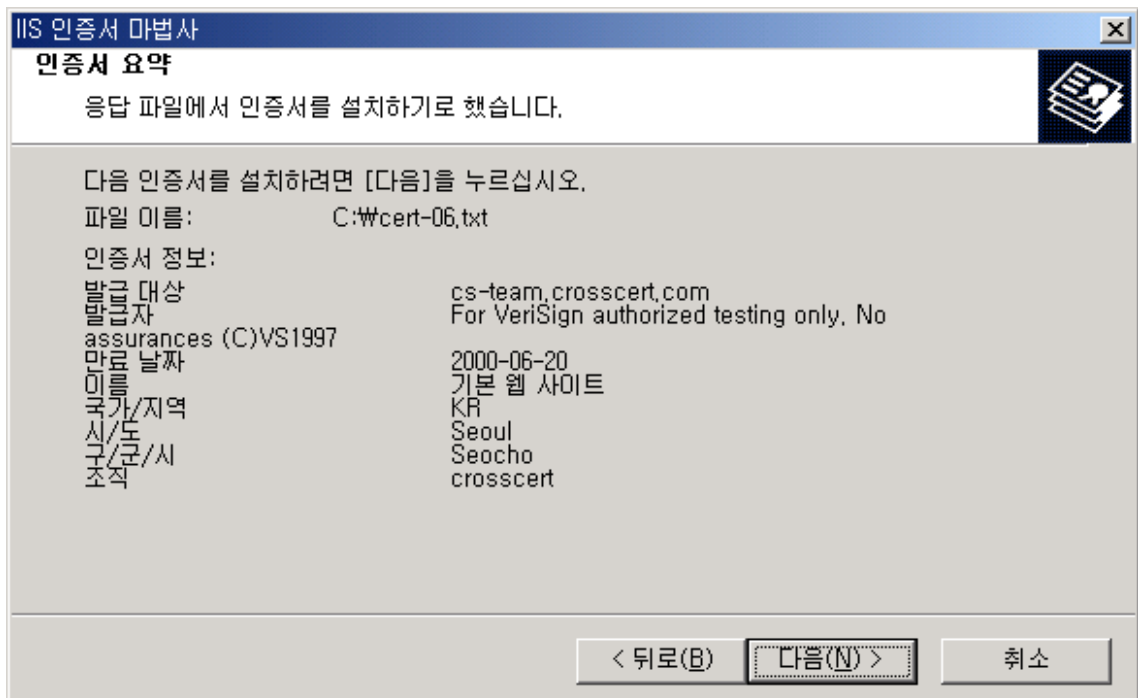 IIS 인증서 마법사
인증서 요약
응답 파일에서 인증서를 설치하기로 했습니다.
다음 인증서를 설치하려면 [다음]을 누르십시오.
파일 이름: C:₩cert-06.txt
인증서 정보:
발급 대상 cs-team.crosscert.com
발급자 For VeriSign authorized testing only. No
assurances (C)VS1997
만료 날짜 2000-06-20
이름 기본 웹 사이트
국가/지역 KR
시/도 Seoul
구/군/시 Seocho
조직 crosscert
< 뒤로(B) 다음(N) > 취소